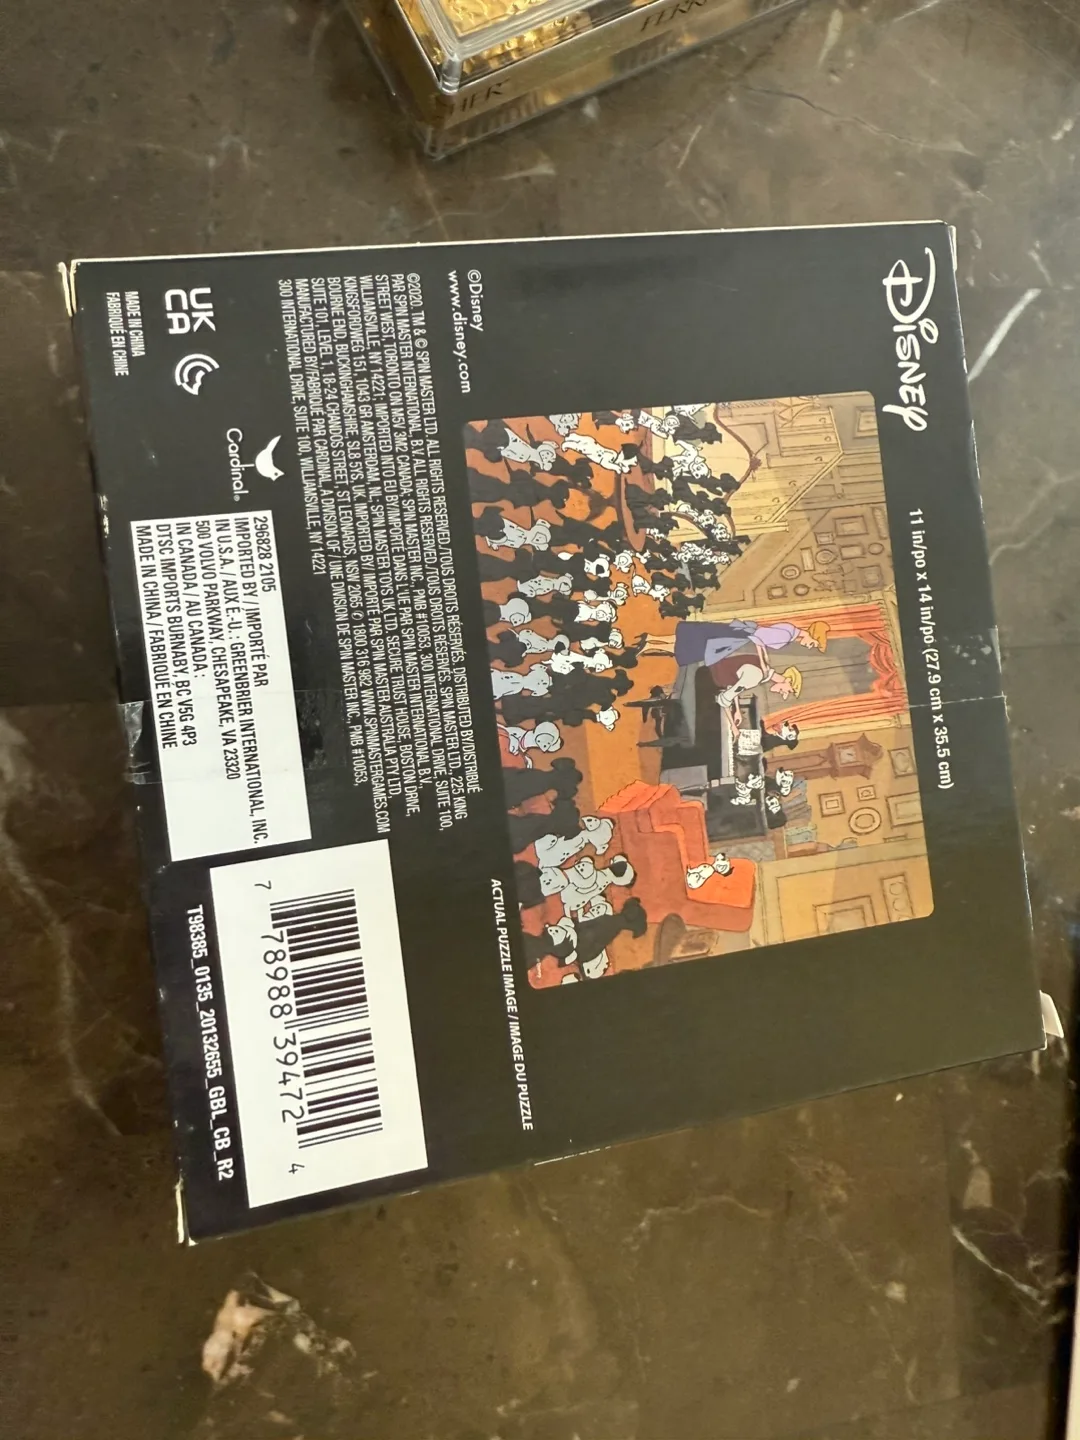 DISNEY
11 in/po x 14 in/po (27,9 cm x 35.5 cm)
ACTUAL PUZZLE IMAGE / IMAGE DU PUZZLE
©Disney
www.disney.com
©2020, TM & © SPIN MASTER LTD. ALL RIGHTS RESERVED./TOUS DROITS RÉSERVÉS. DISTRIBUTED BY/DISTRIBUÉ
PAR SPIN MASTER INTERNATIONAL, B.V. ALL RIGHTS RESERVED./TOUS DROITS RÉSERVÉS. SPIN MASTER LTD., 225 KING
STREET WEST, TORONTO ON M5V 3M2 CANADA; SPIN MASTER INC., PMB #10053, 300 INTERNATIONAL DRIVE, SUITE 100,
WILLIAMSVILLE, NY 14221; IMPORTED INTO EU BY/IMPORTÉ DANS L'UE PAR SPIN MASTER INTERNATIONAL B.V.,
KINGSFORDWEG 151, 1043 GR AMSTERDAM, NL. SPIN MASTER TOYS UK LTD, SECURE TRUST HOUSE, BOSTON DRIVE,
BOURNE END, BUCKINGHAMSHIRE, SL8 5YS, UK. IMPORTED BY/IMPORTÉ PAR SPIN MASTER AUSTRALIA PTY LTD,
SUITE 101, LEVEL 1, 18-24 CHANDOS STREET, ST LEONARDS, NSW 2065 1800 316 982 WWW.SPINMASTERGAMES.COM
MANUFACTURED BY/FABRIQUÉ PAR CARDINAL, A DIVISION OF / UNE DIVISION DE SPIN MASTER INC., PMB #10053,
300 INTERNATIONAL DRIVE, SUITE 100, WILLIAMSVILLE, NY 14221
Cardinal®
UK
CA
MADE IN CHINA
FABRIQUÉ EN CHINE
296828 2105
IMPORTED BY / IMPORTÉ PAR
IN U.S.A. / AUX É.-U.: GREENBRIER INTERNATIONAL, INC.
500 VOLVO PARKWAY, CHESAPEAKE, VA 23320
IN CANADA / AU CANADA :
DTSC IMPORTS BURNABY, BC V5G 4P3
MADE IN CHINA / FABRIQUÉ EN CHINE
7 78988 39472 4
T98385_0135_20132655_GBL_CB_R2